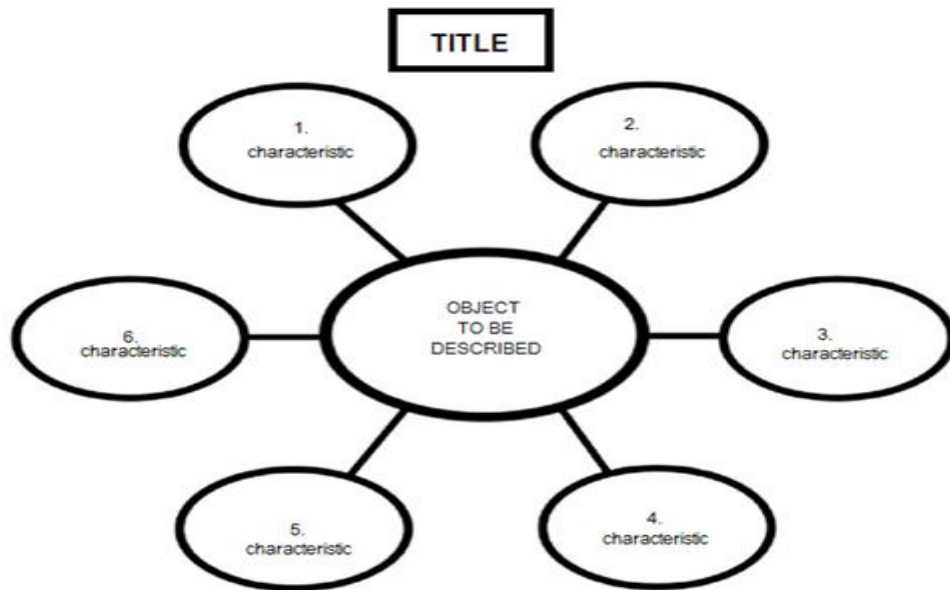 TITLE
1.
characteristic
2.
characteristic
OBJECT
TO BE
DESCRIBED
3.
characteristic
4.
characteristic
5.
characteristic
6.
characteristic